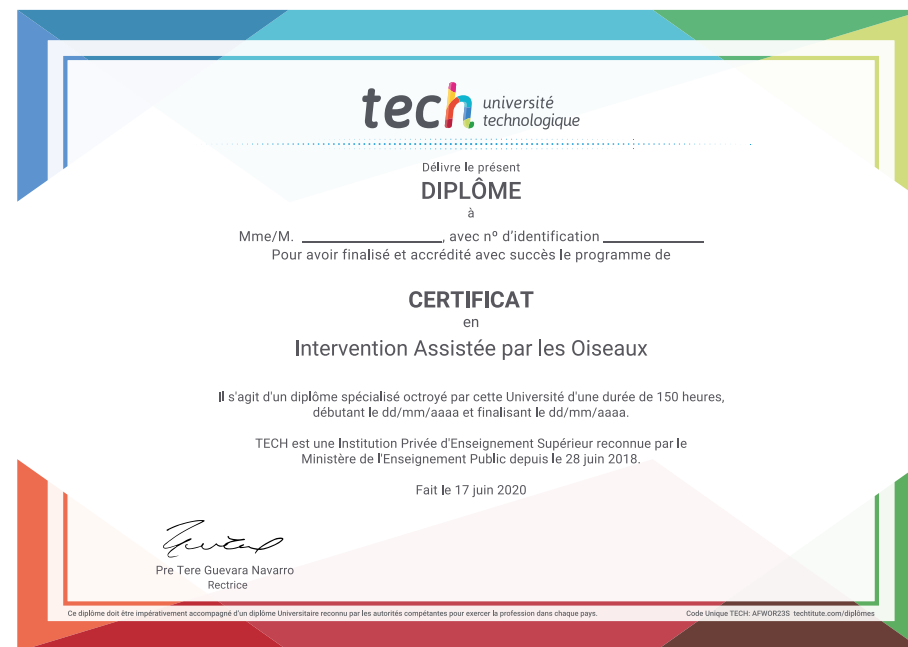 tech université
technologique
Délivre le présent
DIPLÔME
à
Mme/M. ____________________, avec nº d'identification ______________
Pour avoir finalisé et accrédité avec succès le programme de
CERTIFICAT
en
Intervention Assistée par les Oiseaux
Il s'agit d'un diplôme spécialisé octroyé par cette Université d'une durée de 150 heures,
débutant le dd/mm/aaaa et finalisant le dd/mm/aaaa.
TECH est une Institution Privée d'Enseignement Supérieur reconnue par le
Ministère de l'Enseignement Public depuis le 28 juin 2018.
Fait le 17 juin 2020
Pre Tere Guevara Navarro
Rectrice
Ce diplôme doit être impérativement accompagné d'un diplôme Universitaire reconnu par les autorités compétantes pour exercer la profession dans chaque pays.
Code Unique TECH: AFWOR23S techtitute.com/diplômes